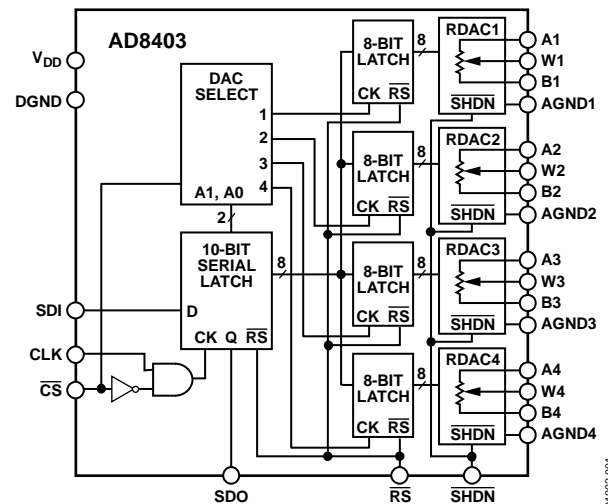 AD8403
VDD
DGND
DAC
SELECT
1
2
3
4
A1, A0
2
10-BIT
SERIAL
LATCH
8
D
CK Q RS
SDI
CLK
CS
SDO
RS
SHDN
8-BIT
LATCH
CK RS
8
RDAC1
SHDN
A1
W1
B1
AGND1
8-BIT
LATCH
CK RS
8
RDAC2
SHDN
A2
W2
B2
AGND2
8-BIT
LATCH
CK RS
8
RDAC3
SHDN
A3
W3
B3
AGND3
8-BIT
LATCH
CK RS
8
RDAC4
SHDN
A4
W4
B4
AGND4